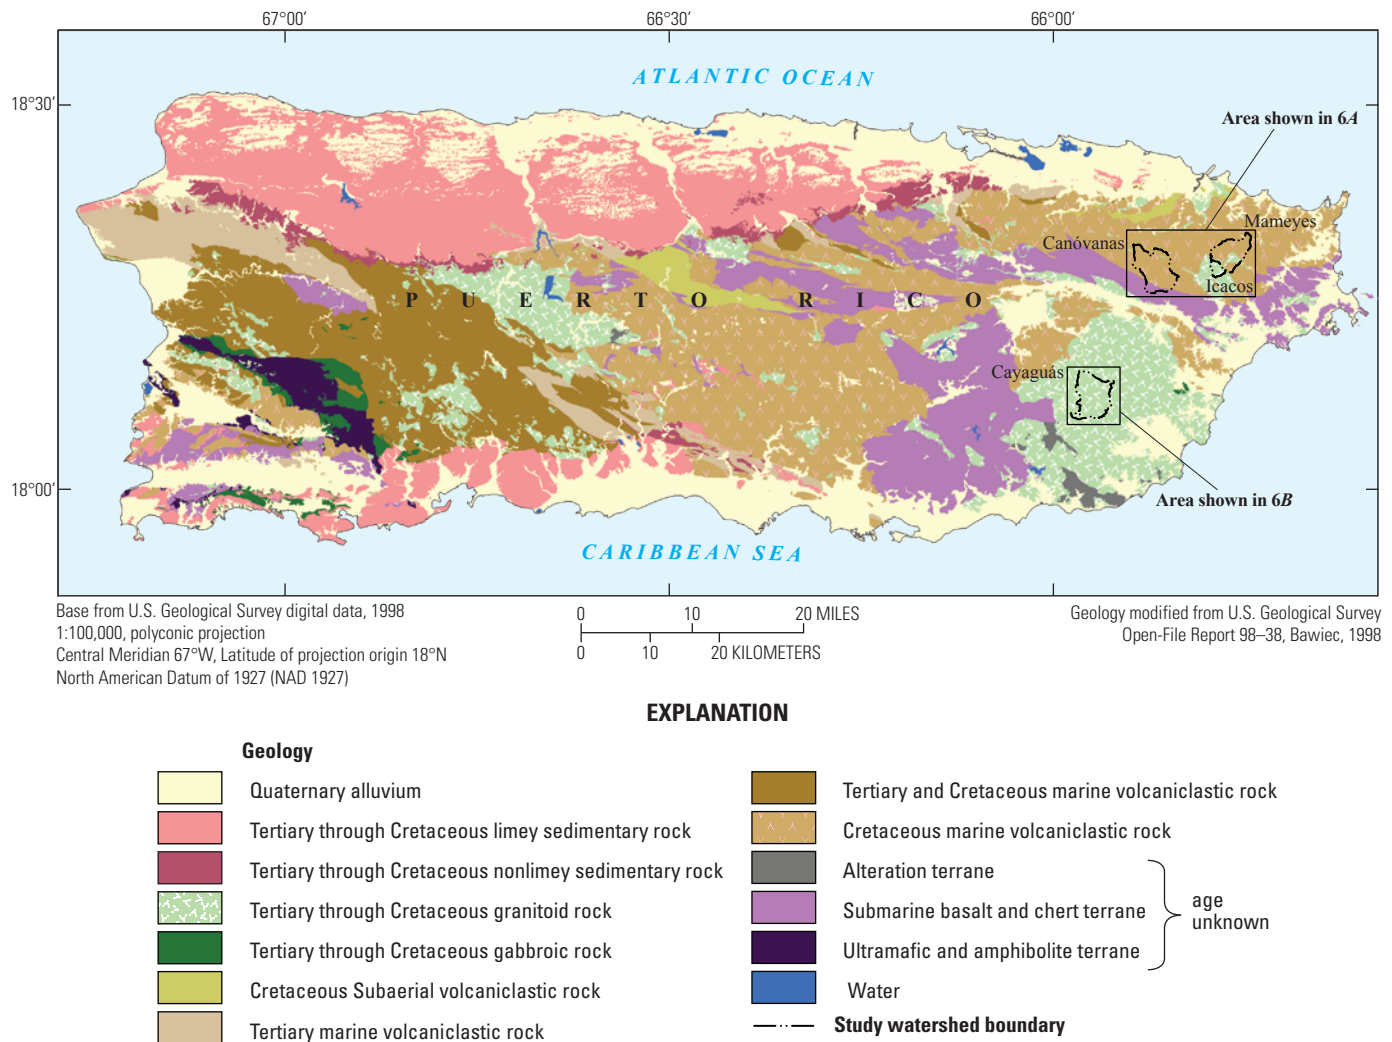 67°00′
66°30′
66°00′
ATLANTIC OCEAN
18°30′
Area shown in 6A
Mameyes
Canóvanas
Icacos
PUERTO RICO
Cayaguás
18°00′
Area shown in 6B
CARIBBEAN SEA
Base from U.S. Geological Survey digital data, 1998
1:100,000, polyconic projection
Central Meridian 67°W, Latitude of projection origin 18°N
North American Datum of 1927 (NAD 1927)
0 10 20 MILES
0 10 20 KILOMETERS
Geology modified from U.S. Geological Survey
Open-File Report 98–38, Bawiec, 1998
EXPLANATION
Geology
Quaternary alluvium
Tertiary through Cretaceous limey sedimentary rock
Tertiary through Cretaceous nonlimey sedimentary rock
Tertiary through Cretaceous granitoid rock
Tertiary through Cretaceous gabbroic rock
Cretaceous Subaerial volcaniclastic rock
Tertiary marine volcaniclastic rock
Tertiary and Cretaceous marine volcaniclastic rock
Cretaceous marine volcaniclastic rock
Alteration terrane
Submarine basalt and chert terrane
Ultramafic and amphibolite terrane
age
unknown
Water
Study watershed boundary